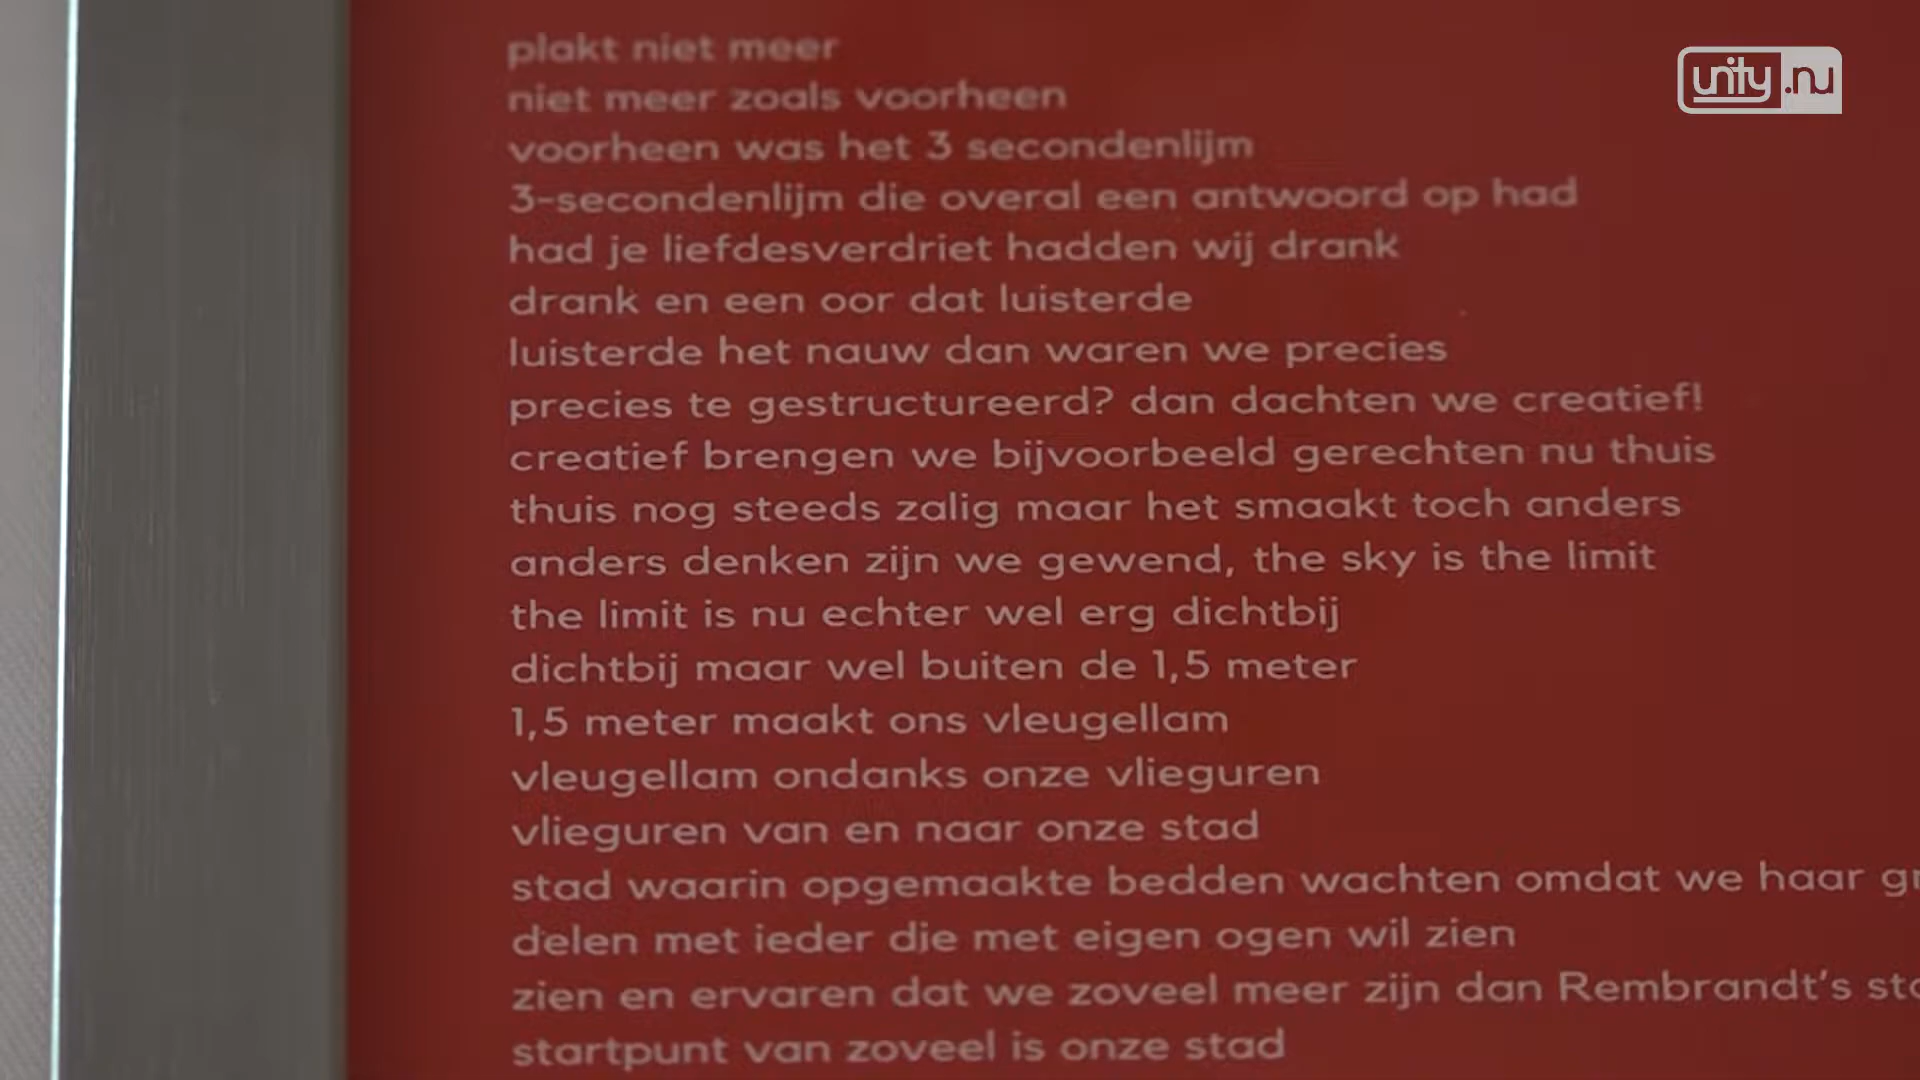 unity.nu
plakt niet meer
niet meer zoals voorheen
voorheen was het 3 secondenlijm
3-secondenlijm die overal een antwoord op had
had je liefdesverdriet hadden wij drank
drank en een oor dat luisterde
luisterde het nauw dan waren we precies
precies te gestructureerd? dan dachten we creatief!
creatief brengen we bijvoorbeeld gerechten nu thuis
thuis nog steeds zalig maar het smaakt toch anders
anders denken zijn we gewend, the sky is the limit
the limit is nu echter wel erg dichtbij
dichtbij maar wel buiten de 1,5 meter
1,5 meter maakt ons vleugellam
vleugellam ondanks onze vlieguren
vlieguren van en naar onze stad
stad waarin opgemaakte bedden wachten omdat we haar
delen met ieder die met eigen ogen wil zien
zien en ervaren dat we zoveel meer zijn dan Rembrandt's
startpunt van zoveel is onze stad